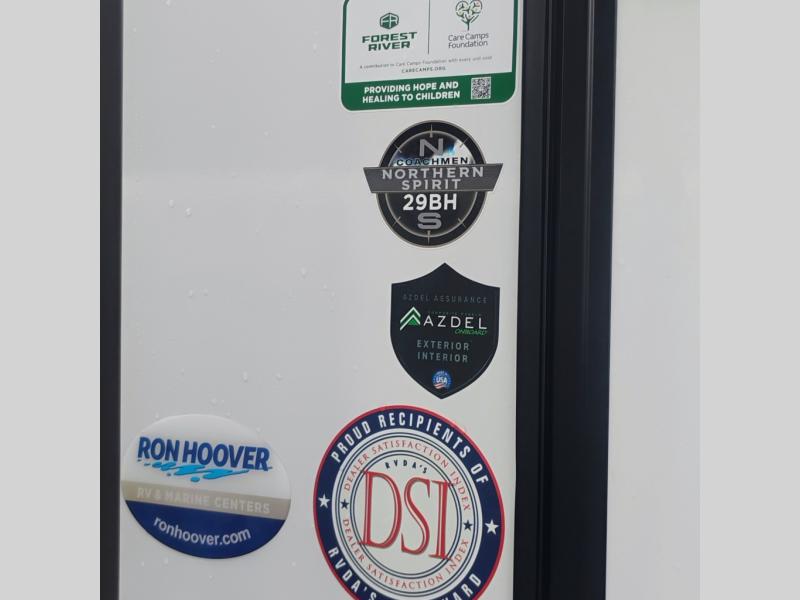 FOREST
RIVER
Care Camps
Foundation
A contribution to Care Camps Foundation with every unit sold
CARECAMPS.ORG
PROVIDING HOPE AND
HEALING TO CHILDREN
N
COACHMEN
NORTHERN
SPIRIT
29BH
S
AZDEL ASSURANCE
AZDEL
ONBOARD
EXTERIOR
INTERIOR
USA
RON HOOVER
RV & MARINE CENTERS
ronhoover.com
PROUD RECIPIENTS OF
DEALER SATISFACTION INDEX
RVDA'S
DSI
DEALER SATISFACTION INDEX
RVDA'S